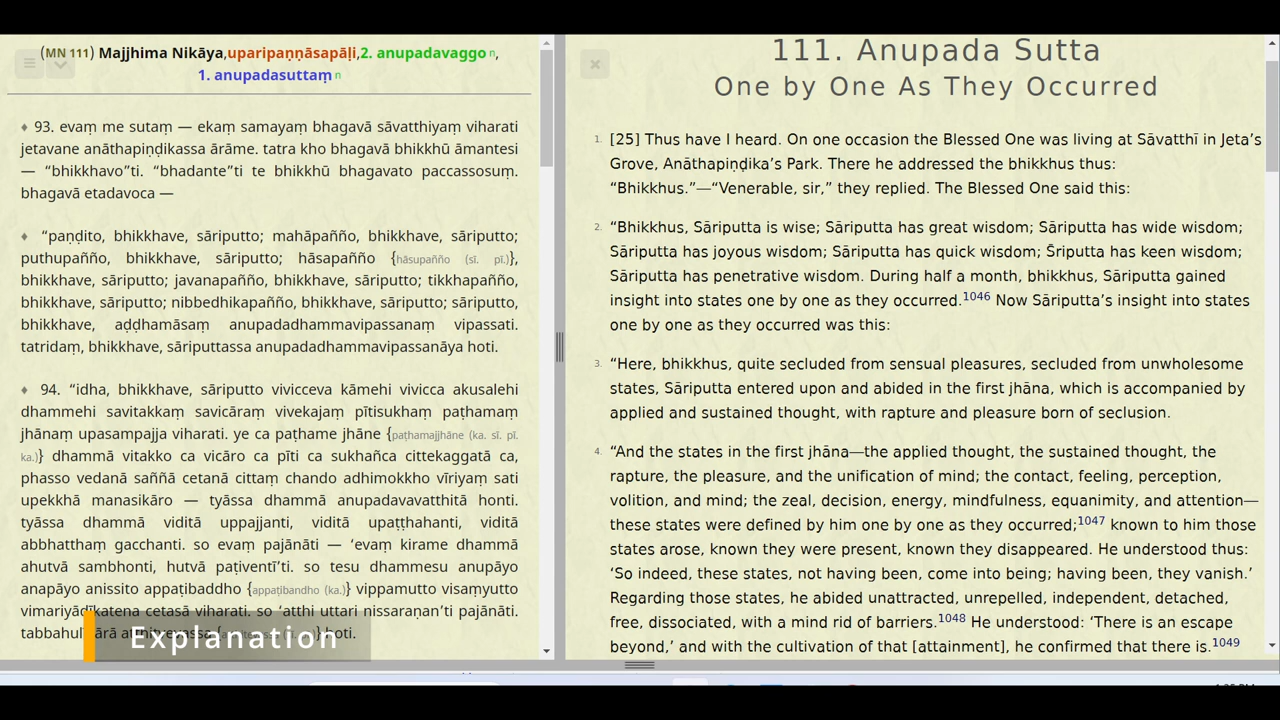 (MN 111) Majjhima Nikāya,uparipaṇṇāsapāḷi,2. anupadavaggo n,
1. anupadasuttaṃ n
♦ 93. evaṃ me sutaṃ — ekaṃ samayaṃ bhagavā sāvatthiyaṃ viharati
jetavane anāthapiṇḍikassa ārāme. tatra kho bhagavā bhikkhū āmantesi
— “bhikkhavo”ti. “bhadante”ti te bhikkhū bhagavato paccassosuṃ.
bhagavā etadavoca —
♦ “paṇḍito, bhikkhave, sāriputto; mahāpañño, bhikkhave, sāriputto;
puthupañño, bhikkhave, sāriputto; hāsapañño {hāsupañño (sī. pī.)},
bhikkhave, sāriputto; javanapañño, bhikkhave, sāriputto; tikkhapañño,
bhikkhave, sāriputto; nibbedhikapañño, bhikkhave, sāriputto; sāriputto,
bhikkhave, aḍḍhamāsaṃ anupadadhammavipassanaṃ vipassati.
tatridaṃ, bhikkhave, sāriputtassa anupadadhammavipassanāya hoti.
♦ 94. “idha, bhikkhave, sāriputto vivicceva kāmehi vivicca akusalehi
dhammehi savitakkaṃ savicāraṃ vivekajaṃ pītisukhaṃ paṭhamaṃ
jhānaṃ upasampajja viharati. ye ca paṭhame jhāne {paṭhamajjhāne (ka. sī. pī.
ka.)} dhammā vitakko ca vicāro ca pīti ca sukhañca cittekaggatā ca,
phasso vedanā saññā cetanā cittaṃ chando adhimokkho vīriyaṃ sati
upekkhā manasikāro — tyāssa dhammā anupadavavatthitā honti.
tyāssa dhammā viditā uppajjanti, viditā upaṭṭhahanti, viditā
abbhatthaṃ gacchanti. so evaṃ pajānāti — ‘evaṃ kirame dhammā
ahutvā sambhonti, hutvā paṭiventī’ti. so tesu dhammesu anupāyo
anapāyo anissito appaṭibaddho {appaṭibandho (ka.)} vippamutto visaṃyutto
vimariyādīkatena cetasā viharati. so ‘atthi uttari nissaraṇan’ti pajānāti.
hoti.
Explanation
111. Anupada Sutta
One by One As They Occurred
1. [25] Thus have I heard. On one occasion the Blessed One was living at Sāvatthī in Jeta’s
Grove, Anāthapiṇḍika’s Park. There he addressed the bhikkhus thus:
“Bhikkhus.”—“Venerable, sir,” they replied. The Blessed One said this:
2. “Bhikkhus, Sāriputta is wise; Sāriputta has great wisdom; Sāriputta has wide wisdom;
Sāriputta has joyous wisdom; Sāriputta has quick wisdom; S̄riputta has keen wisdom;
Sāriputta has penetrative wisdom. During half a month, bhikkhus, Sāriputta gained
insight into states one by one as they occurred.1046 Now Sāriputta’s insight into states
one by one as they occurred was this:
3. “Here, bhikkhus, quite secluded from sensual pleasures, secluded from unwholesome
states, Sāriputta entered upon and abided in the first jhāna, which is accompanied by
applied and sustained thought, with rapture and pleasure born of seclusion.
4. “And the states in the first jhāna—the applied thought, the sustained thought, the
rapture, the pleasure, and the unification of mind; the contact, feeling, perception,
volition, and mind; the zeal, decision, energy, mindfulness, equanimity, and attention—
these states were defined by him one by one as they occurred;1047 known to him those
states arose, known they were present, known they disappeared. He understood thus:
‘So indeed, these states, not having been, come into being; having been, they vanish.’
Regarding those states, he abided unattracted, unrepelled, independent, detached,
free, dissociated, with a mind rid of barriers.1048 He understood: ‘There is an escape
beyond,’ and with the cultivation of that [attainment], he confirmed that there is.1049